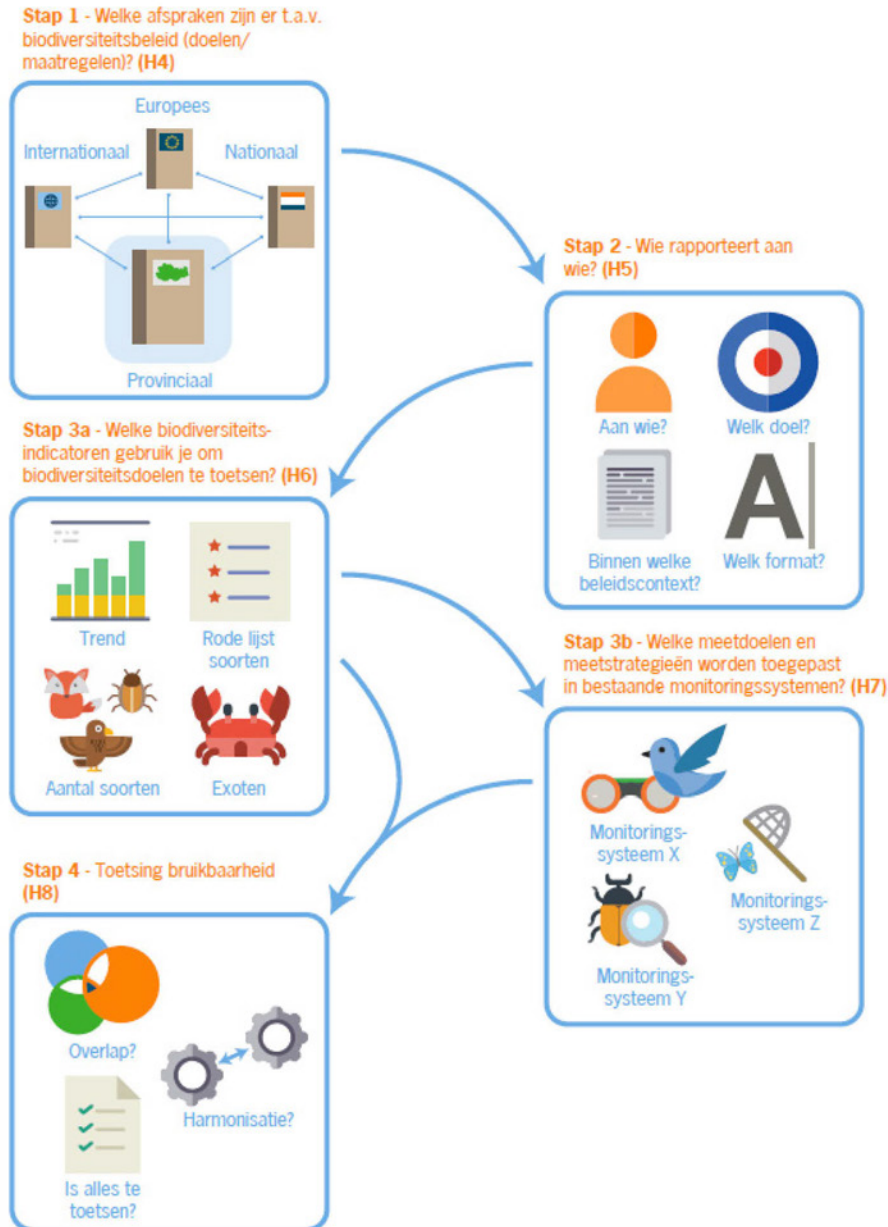 Stap 1 - Welke afspraken zijn er t.a.v.
biodiversiteitsbeleid (doelen/
maatregelen)? (H4)
Europees
Internationaal
Nationaal
Provinciaal
Stap 2 - Wie rapporteert aan
wie? (H5)
Aan wie?
Welk doel?
Binnen welke
beleidscontext?
A
Welk format?
Stap 3a - Welke biodiversiteits-
indicatoren gebruik je om
biodiversiteitsdoelen te toetsen? (H6)
Trend
Rode lijst
soorten
Aantal soorten
Exoten
Stap 3b - Welke meetdoelen en
meetstrategieën worden toegepast
in bestaande monitoringssystemen? (H7)
Monitorings-
systeem X
Monitorings-
systeem Z
Monitorings-
systeem Y
Stap 4 - Toetsing bruikbaarheid
(H8)
Overlap?
Harmonisatie?
Is alles te
toetsen?